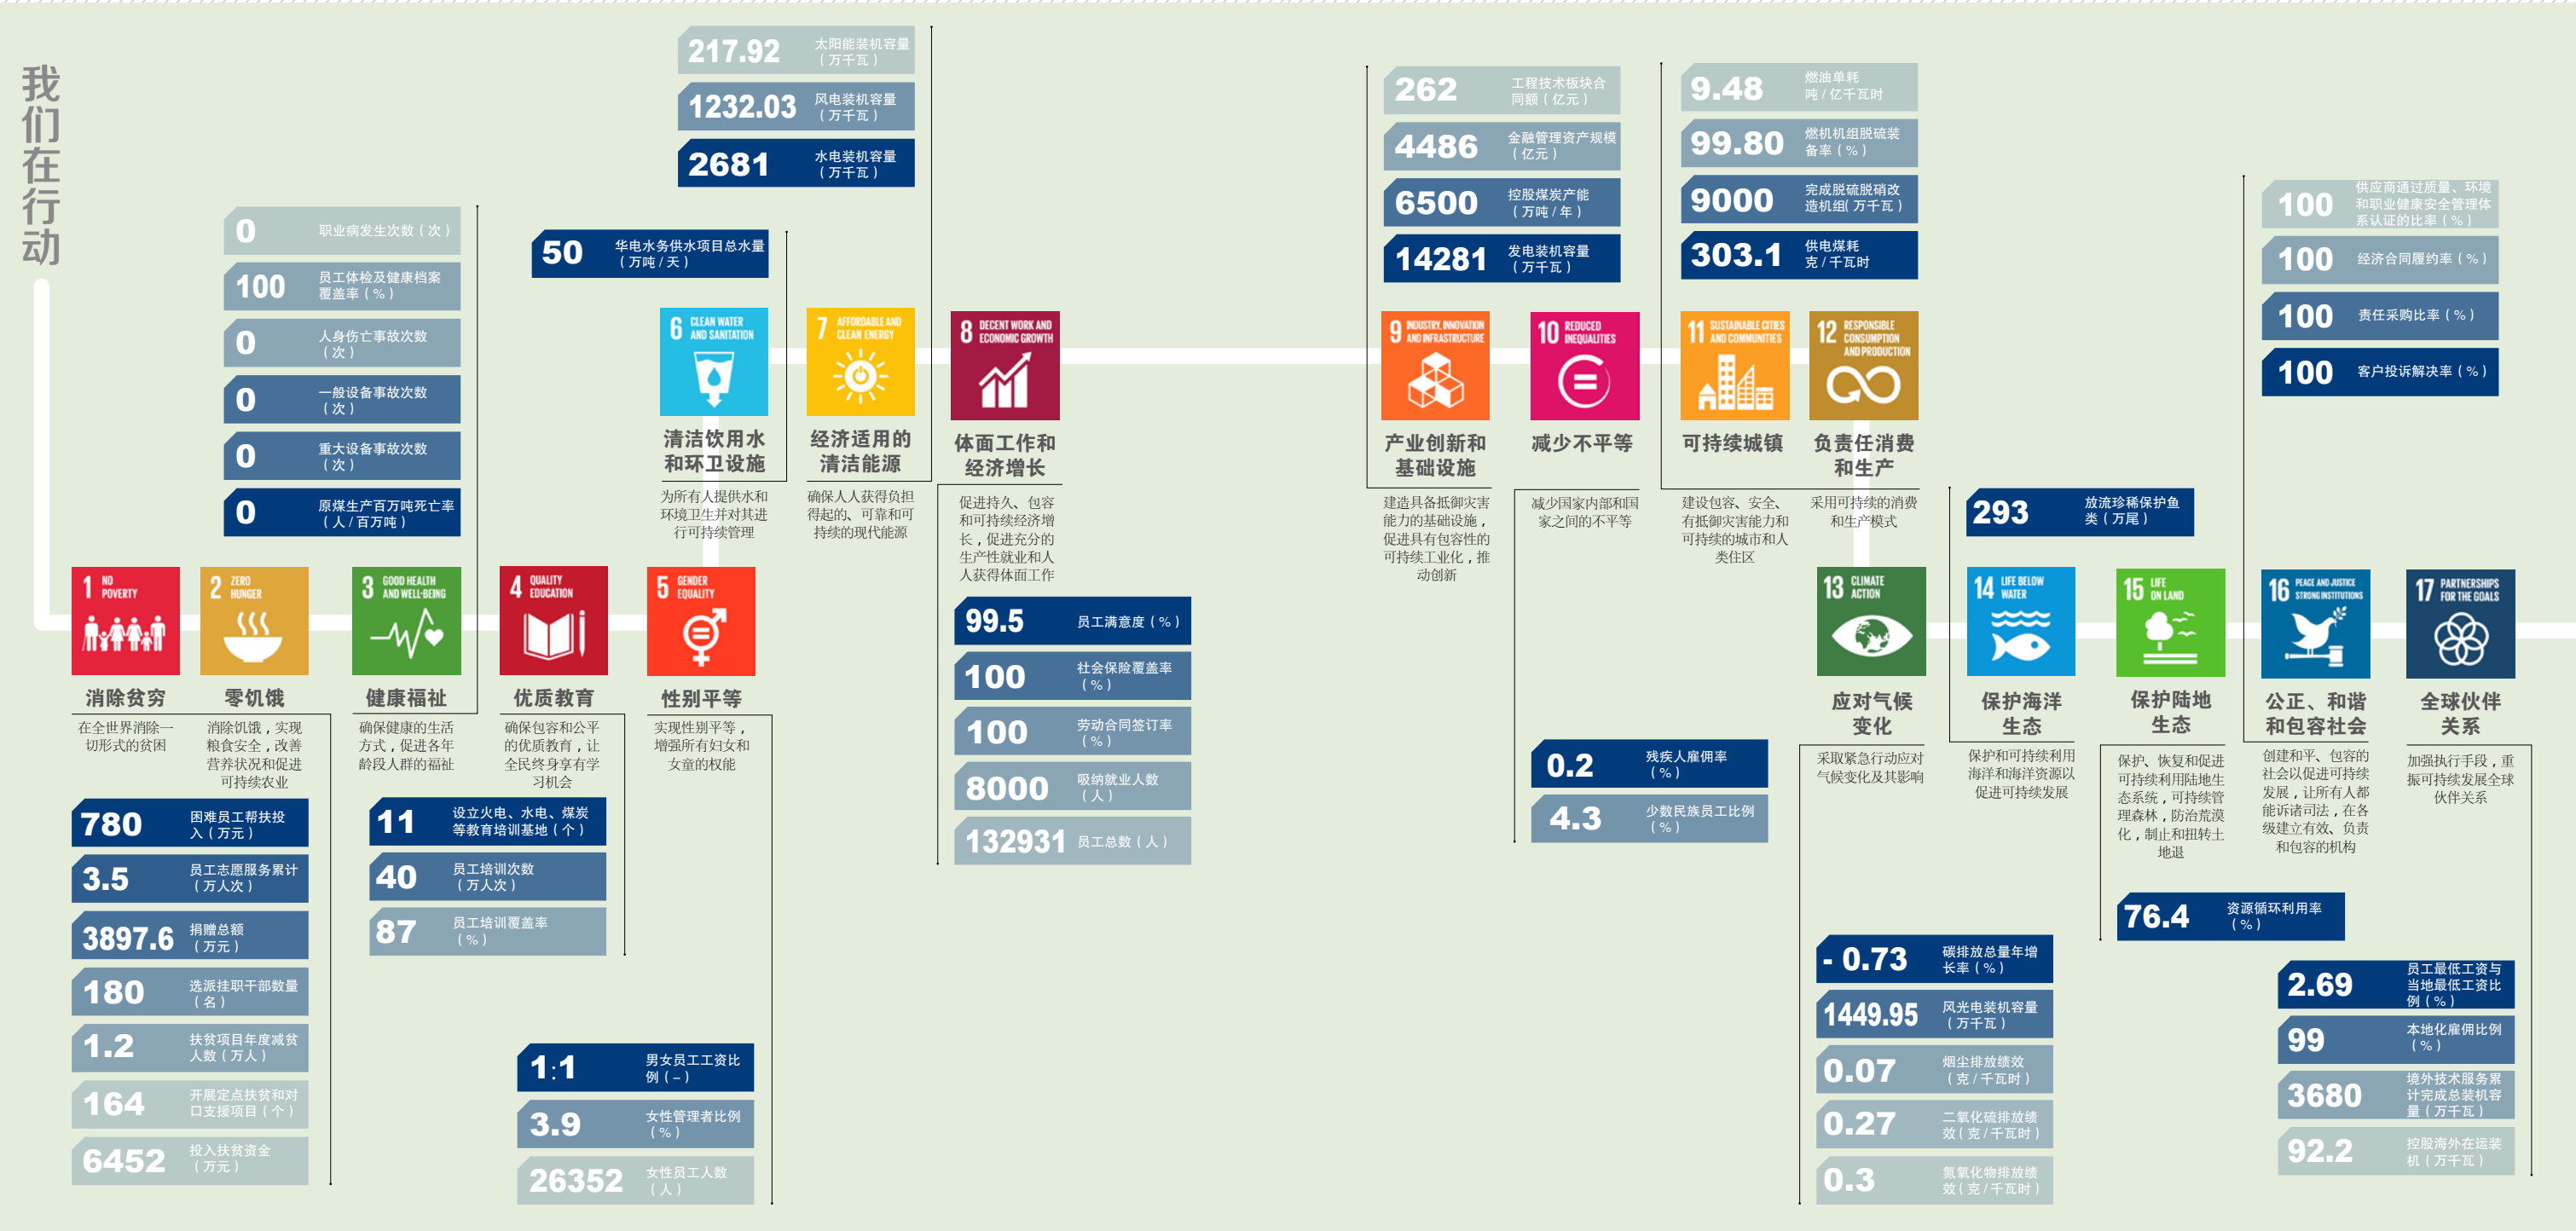 我们在行动
217.92 太阳能装机容量
（万千瓦）
1232.03 风电装机容量
（万千瓦）
2681 水电装机容量
（万千瓦）
0 职业病发生次数（次）
100 员工体检及健康档案
覆盖率（%）
0 人身伤亡事故次数
（次）
0 一般设备事故次数
（次）
0 重大设备事故次数
（次）
0 原煤生产百万吨死亡率
（人/百万吨）
50 华电水务供水项目总水量
（万吨/天）
262 工程技术板块合
同额（亿元）
4486 金融管理资产规模
（亿元）
6500 控股煤炭产能
（万吨/年）
14281 发电装机容量
（万千瓦）
9.48 燃油单耗
吨/亿千瓦时
99.80 燃机机组脱硫装
备率（%）
9000 完成脱硫脱硝改
造机组（万千瓦）
303.1 供电煤耗
克/千瓦时
100 供应商通过质量、环境
和职业健康安全管理体
系认证的比率（%）
100 经济合同履约率（%）
100 责任采购比率（%）
100 客户投诉解决率（%）
6 CLEAN WATER
AND SANITATION
清洁饮用水
和环卫设施
为所有人提供水和
环境卫生并对其进
行可持续管理
7 AFFORDABLE AND
CLEAN ENERGY
经济适用的
清洁能源
确保人人获得负担
得起的、可靠和可
持续的现代能源
8 DECENT WORK AND
ECONOMIC GROWTH
体面工作和
经济增长
促进持久、包容
和可持续经济增
长，促进充分的
生产性就业和人
人获得体面工作
9 INDUSTRY, INNOVATION
AND INFRASTRUCTURE
产业创新和
基础设施
建造具备抵御灾害
能力的基础设施，
促进具有包容性的
可持续工业化，推
动创新
10 REDUCED
INEQUALITIES
减少不平等
减少国家内部和国
家之间的不平等
11 SUSTAINABLE CITIES
AND COMMUNITIES
可持续城镇
建设包容、安全、
有抵御灾害能力和
可持续的城市和人
类住区
12 RESPONSIBLE
CONSUMPTION
AND PRODUCTION
负责任消费
和生产
采用可持续的消费
和生产模式
293 放流珍稀保护鱼
类（万尾）
1 NO
POVERTY
消除贫穷
在全世界消除一
切形式的贫困
2 ZERO
HUNGER
零饥饿
消除饥饿，实现
粮食安全，改善
营养状况和促进
可持续农业
3 GOOD HEALTH
AND WELL-BEING
健康福祉
确保健康的生活
方式，促进各年
龄段人群的福祉
4 QUALITY
EDUCATION
优质教育
确保包容和公平
的优质教育，让
全民终身享有学
习机会
5 GENDER
EQUALITY
性别平等
实现性别平等，
增强所有妇女和
女童的权能
13 CLIMATE
ACTION
应对气候
变化
采取紧急行动应对
气候变化及其影响
14 LIFE BELOW
WATER
保护海洋
生态
保护和可持续利用
海洋和海洋资源以
促进可持续发展
15 LIFE
ON LAND
保护陆地
生态
保护、恢复和促进
可持续利用陆地生
态系统，可持续管
理森林，防治荒漠
化，制止和扭转土
地退
16 PEACE AND JUSTICE
STRONG INSTITUTIONS
公正、和谐
和包容社会
创建和平、包容的
社会以促进可持续
发展，让所有人都
能诉诸司法，在各
级建立有效、负责
和包容的机构
17 PARTNERSHIPS
FOR THE GOALS
全球伙伴
关系
加强执行手段，重
振可持续发展全球
伙伴关系
780 困难员工帮扶投
入（万元）
3.5 员工志愿服务累计
（万人次）
3897.6 捐赠总额
（万元）
180 选派挂职干部数量
（名）
1.2 扶贫项目年度减贫
人数（万人）
164 开展定点扶贫和对
口支援项目（个）
6452 投入扶贫资金
（万元）
11 设立火电、水电、煤炭
等教育培训基地（个）
40 员工培训次数
（万人次）
87 员工培训覆盖率
（%）
1:1 男女员工工资比
例（–）
3.9 女性管理者比例
（%）
26352 女性员工人数
（人）
99.5 员工满意度（%）
100 社会保险覆盖率
（%）
100 劳动合同签订率
（%）
8000 吸纳就业人数
（人）
132931 员工总数（人）
0.2 残疾人雇佣率
（%）
4.3 少数民族员工比例
（%）
- 0.73 碳排放总量年增
长率（%）
1449.95 风光电装机容量
（万千瓦）
0.07 烟尘排放绩效
（克/千瓦时）
0.27 二氧化硫排放绩
效（克/千瓦时）
0.3 氮氧化物排放绩
效（克/千瓦时）
76.4 资源循环利用率
（%）
2.69 员工最低工资与
当地最低工资比
例（%）
99 本地化雇佣比例
（%）
3680 境外技术服务累
计完成总装机容
量（万千瓦）
92.2 控股海外在运装
机（万千瓦）